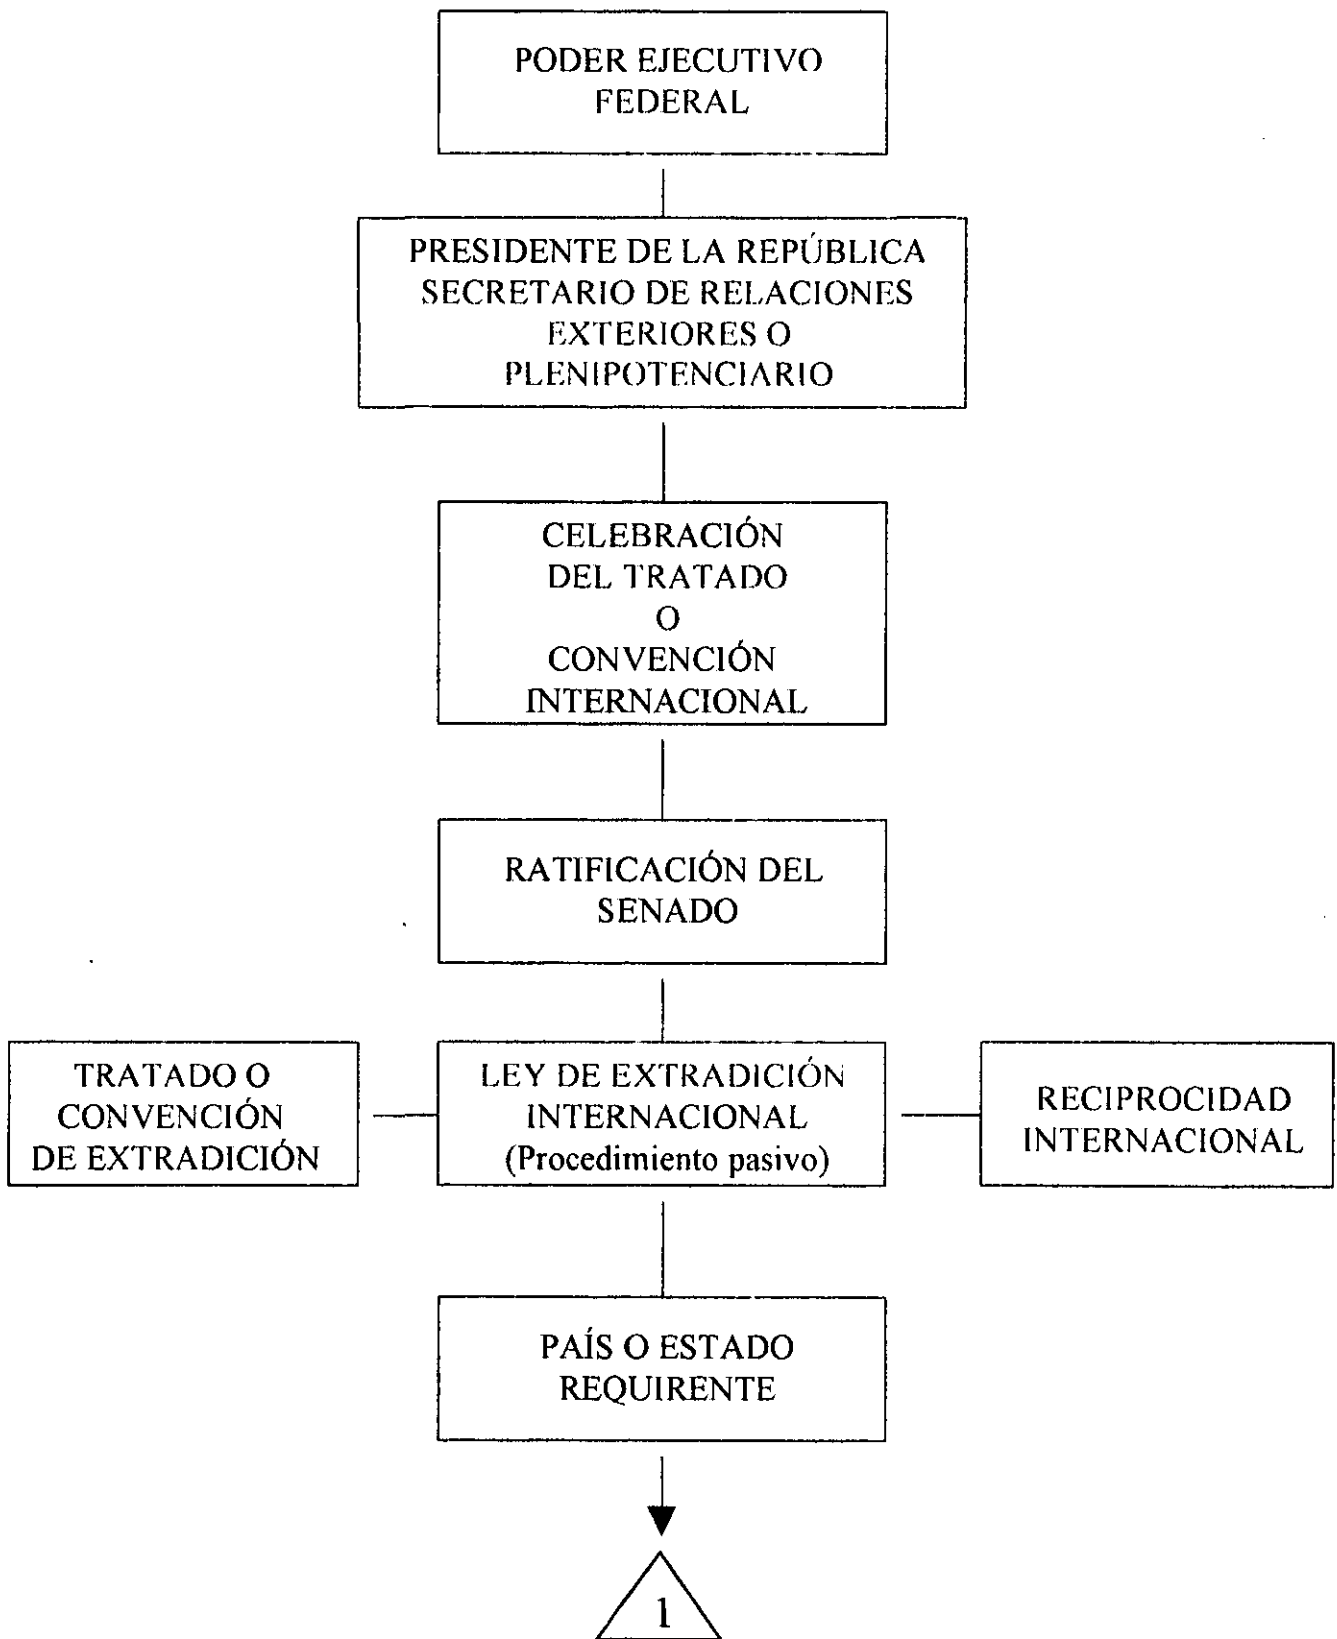 PODER EJECUTIVO
FEDERAL
PRESIDENTE DE LA REPÚBLICA
SECRETARIO DE RELACIONES
EXTERIORES O
PLENIPOTENCIARIO
CELEBRACIÓN
DEL TRATADO
O
CONVENCIÓN
INTERNACIONAL
RATIFICACIÓN DEL
SENADO
TRATADO O
CONVENCIÓN
DE EXTRADICIÓN
LEY DE EXTRADICIÓN
INTERNACIONAL
(Procedimiento pasivo)
RECIPROCIDAD
INTERNACIONAL
PAÍS O ESTADO
REQUIRENTE
1